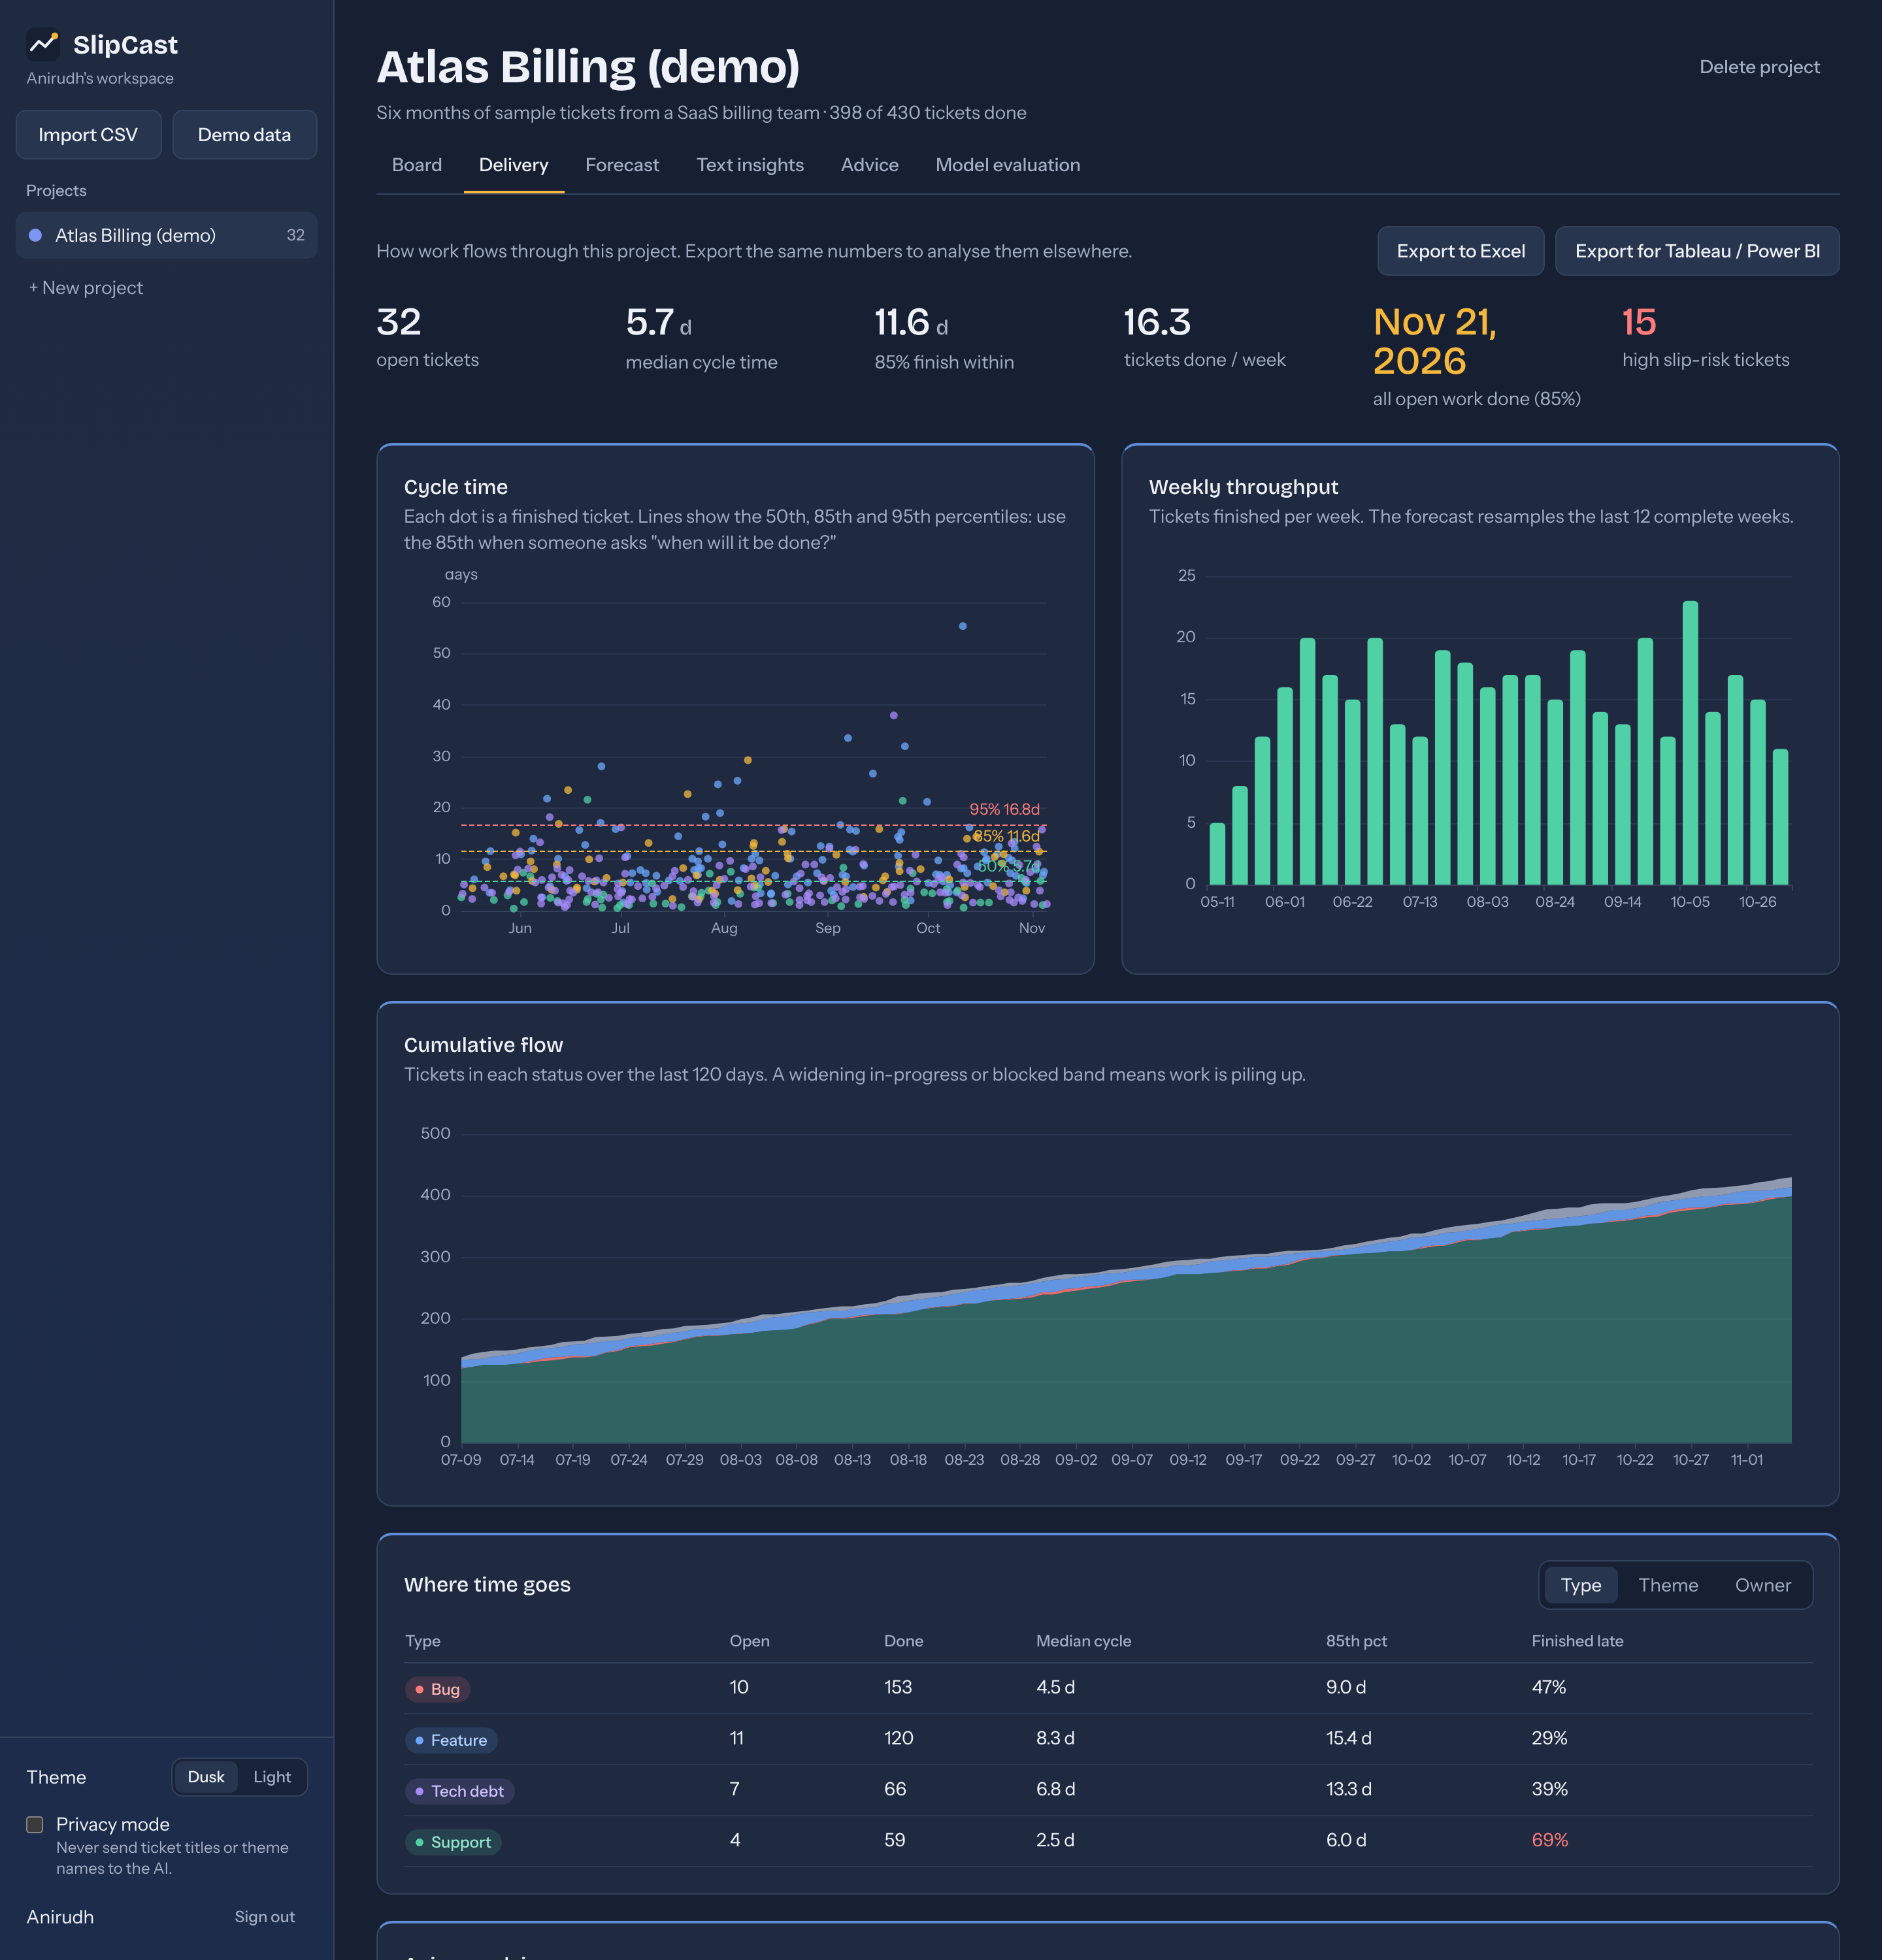 SlipCast
Anirudh's workspace
Import CSV
Demo data
Projects
Atlas Billing (demo)
32
+ New project
Theme
Dusk
Light
Privacy mode
Never send ticket titles or theme
names to the AI.
Anirudh
Sign out
Atlas Billing (demo)
Delete project
Six months of sample tickets from a SaaS billing team · 398 of 430 tickets done
Board
Delivery
Forecast
Text insights
Advice
Model evaluation
How work flows through this project. Export the same numbers to analyse them elsewhere.
Export to Excel
Export for Tableau / Power BI
32
open tickets
5.7 d
median cycle time
11.6 d
85% finish within
16.3
tickets done / week
Nov 21,
2026
all open work done (85%)
15
high slip-risk tickets
Cycle time
Each dot is a finished ticket. Lines show the 50th, 85th and 95th percentiles: use
the 85th when someone asks "when will it be done?"
days
60
50
40
30
20
10
0
95% 16.8d
85% 11.6d
50% 5.7d
Jun
Jul
Aug
Sep
Oct
Nov
Weekly throughput
Tickets finished per week. The forecast resamples the last 12 complete weeks.
25
20
15
10
5
0
05-11
06-01
06-22
07-13
08-03
08-24
09-14
10-05
10-26
Cumulative flow
Tickets in each status over the last 120 days. A widening in-progress or blocked band means work is piling up.
500
400
300
200
100
0
07-09
07-14
07-19
07-24
07-29
08-03
08-08
08-13
08-18
08-23
08-28
09-02
09-07
09-12
09-17
09-22
09-27
10-02
10-07
10-12
10-17
10-22
10-27
11-01
Where time goes
Type
Theme
Owner
Type Open Done Median cycle 85th pct Finished late
Bug 10 153 4.5 d 9.0 d 47%
Feature 11 120 8.3 d 15.4 d 29%
Tech debt 7 66 6.8 d 13.3 d 39%
Support 4 59 2.5 d 6.0 d 69%